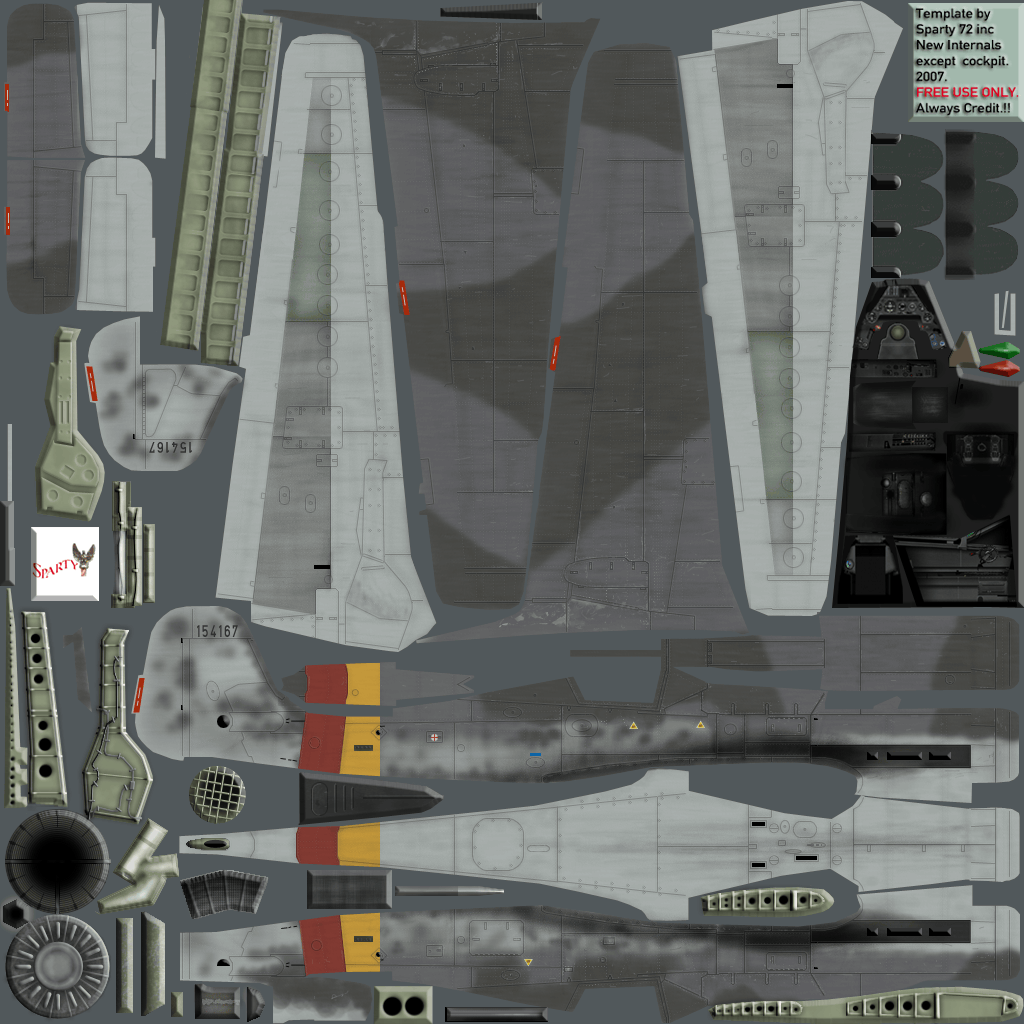 Template by
Sparty 72 inc
New Internals
except cockpit.
2007.
FREE USE ONLY.
Always Credit.!!
154167
SPARTY
154167